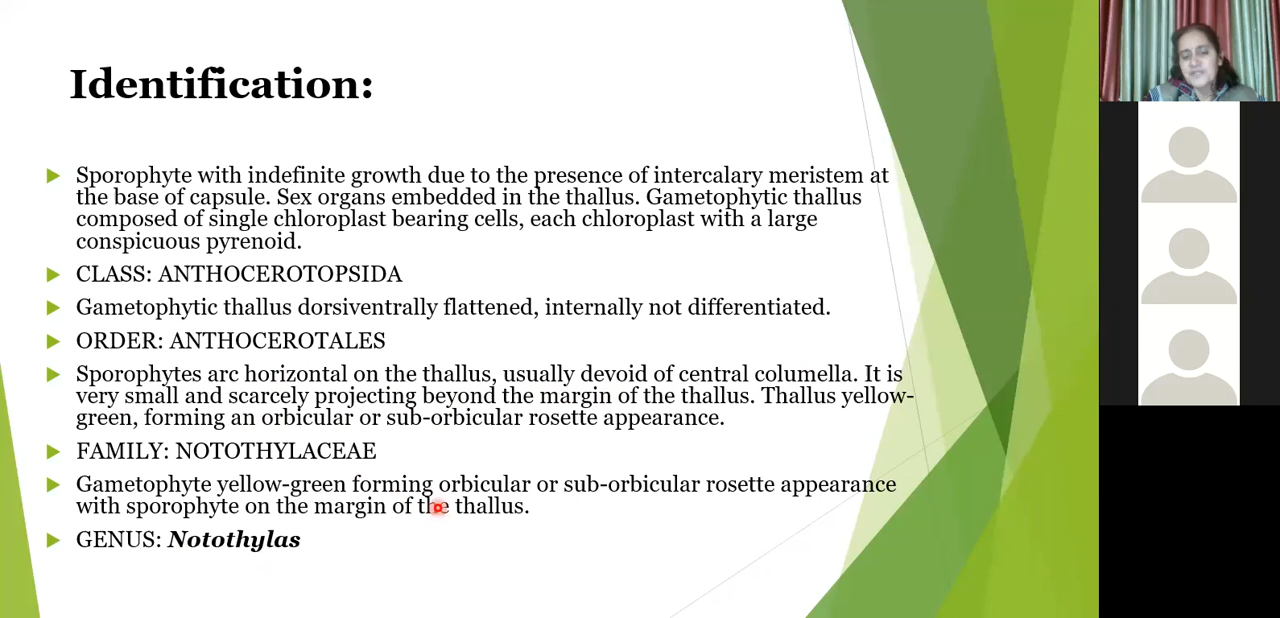 Identification:
Sporophyte with indefinite growth due to the presence of intercalary meristem at
the base of capsule. Sex organs embedded in the thallus. Gametophytic thallus
composed of single chloroplast bearing cells, each chloroplast with a large
conspicuous pyrenoid.
CLASS: ANTHOCEROTOPSIDA
Gametophytic thallus dorsiventrally flattened, internally not differentiated.
ORDER: ANTHOCEROTALES
Sporophytes arc horizontal on the thallus, usually devoid of central columella. It is
very small and scarcely projecting beyond the margin of the thallus. Thallus yellow-
green, forming an orbicular or sub-orbicular rosette appearance.
FAMILY: NOTOTHYLACEAE
Gametophyte yellow-green forming orbicular or sub-orbicular rosette appearance
with sporophyte on the margin of the thallus.
GENUS: Notothylas